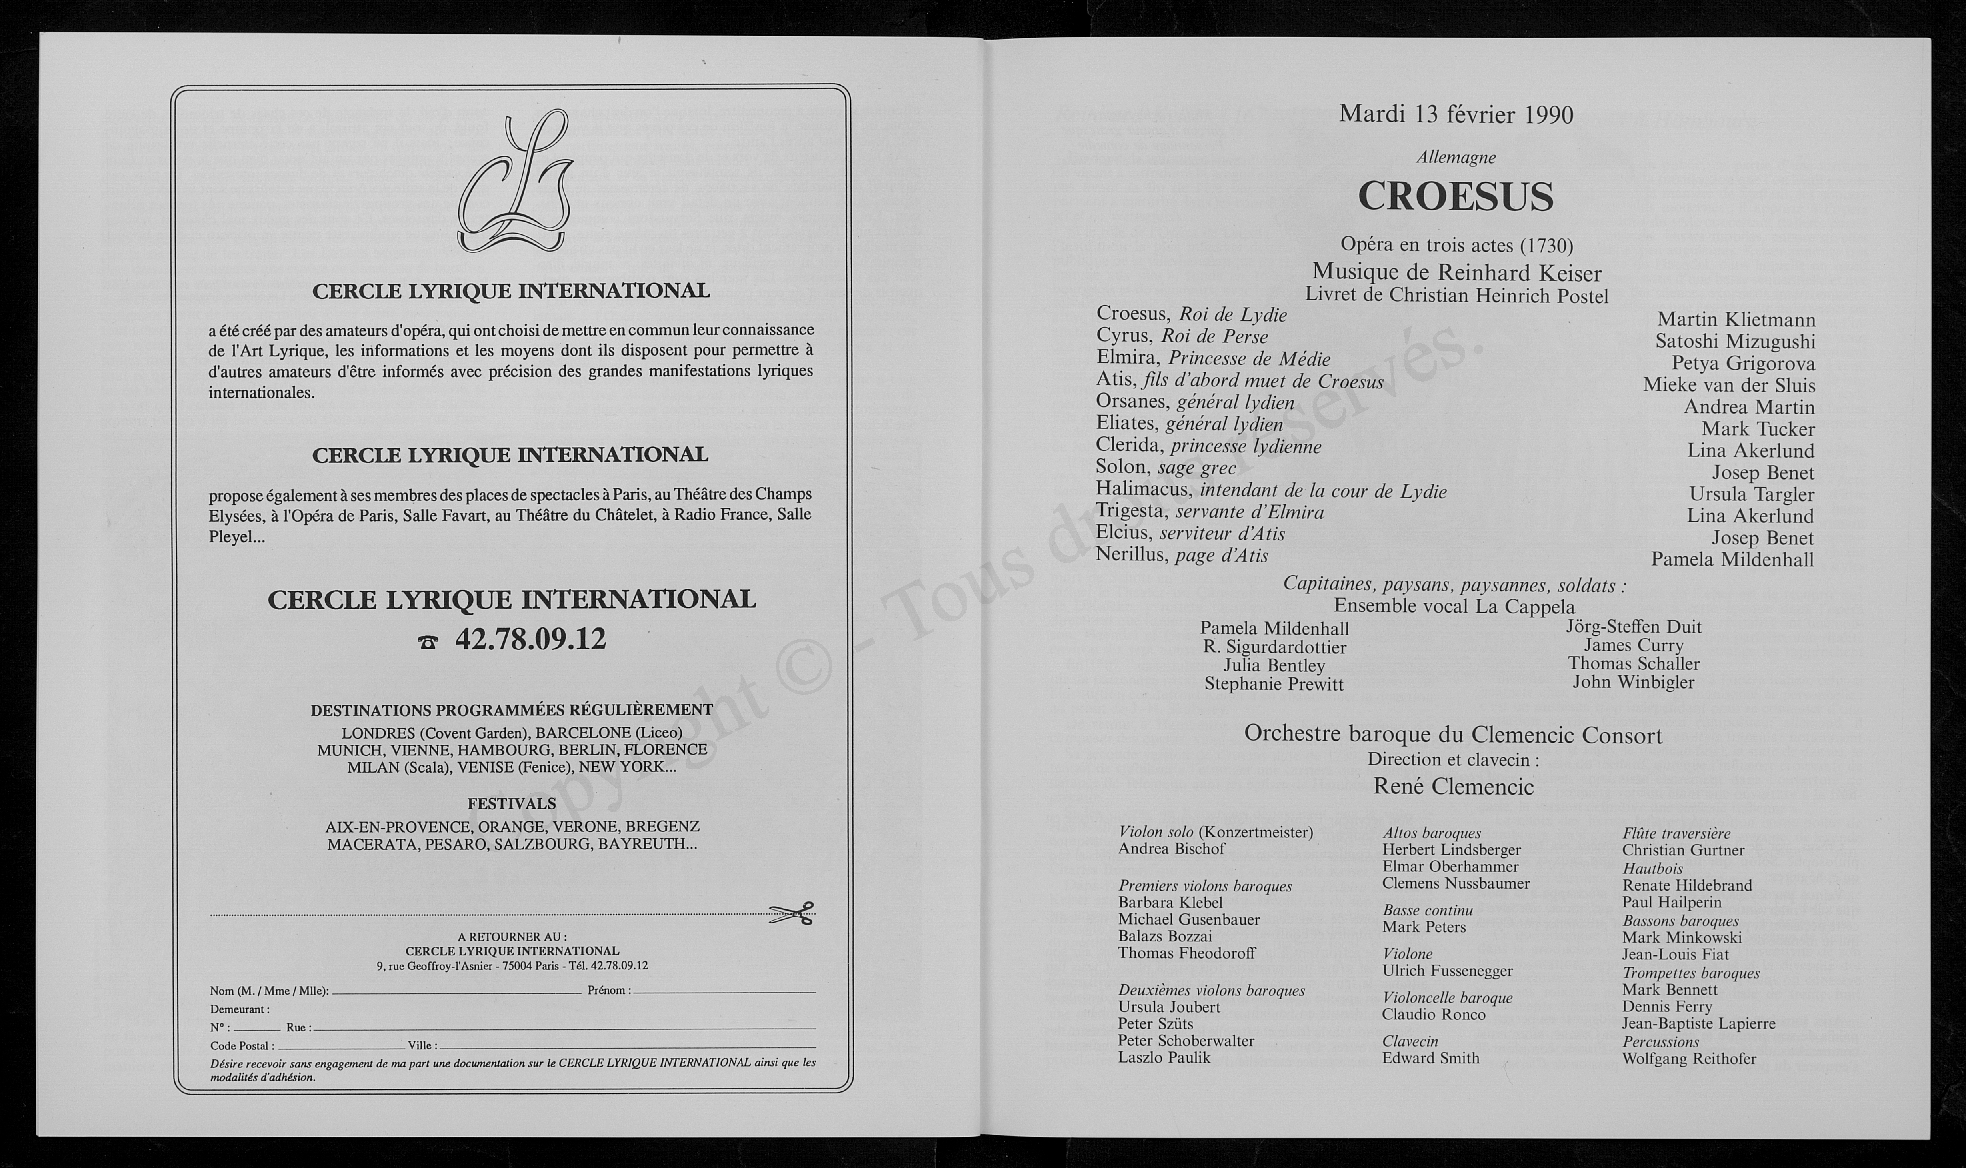 CERCLE LYRIQUE INTERNATIONAL
a été créé par des amateurs d'opéra, qui ont choisi de mettre en commun leur connaissance
de l'Art Lyrique, les informations et les moyens dont ils disposent pour permettre à
d'autres amateurs d'être informés avec précision des grandes manifestations lyriques
internationales.
CERCLE LYRIQUE INTERNATIONAL
propose également à ses membres des places de spectacles à Paris, au Théâtre des Champs
Elysées, à l'Opéra de Paris, Salle Favart, au Théâtre du Châtelet, à Radio France, Salle
Pleyel...
CERCLE LYRIQUE INTERNATIONAL
☎ 42.78.09.12
DESTINATIONS PROGRAMMÉES RÉGULIÈREMENT
LONDRES (Covent Garden), BARCELONE (Liceo)
MUNICH, VIENNE, HAMBOURG, BERLIN, FLORENCE
MILAN (Scala), VENISE (Fenice), NEW YORK...
FESTIVALS
AIX-EN-PROVENCE, ORANGE, VERONE, BREGENZ
MACERATA, PESARO, SALZBOURG, BAYREUTH...
A RETOURNER AU :
CERCLE LYRIQUE INTERNATIONAL
9, rue Geoffroy-l'Asnier - 75004 Paris - Tél. 42.78.09.12
Nom (M. / Mme / Mlle): Prénom :
Demeurant :
N° : Rue :
Code Postal : Ville :
Désire recevoir sans engagement de ma part une documentation sur le CERCLE LYRIQUE INTERNATIONAL ainsi que les
modalités d'adhésion.
Mardi 13 février 1990
Allemagne
CROESUS
Opéra en trois actes (1730)
Musique de Reinhard Keiser
Livret de Christian Heinrich Postel
Croesus, Roi de Lydie Martin Klietmann
Cyrus, Roi de Perse Satoshi Mizugushi
Elmira, Princesse de Médie Petya Grigorova
Atis, fils d'abord muet de Croesus Mieke van der Sluis
Orsanes, général lydien Andrea Martin
Eliates, général lydien Mark Tucker
Clerida, princesse lydienne Lina Akerlund
Solon, sage grec Josep Benet
Halimacus, intendant de la cour de Lydie Ursula Targler
Trigesta, servante d'Elmira Lina Akerlund
Elcius, serviteur d'Atis Josep Benet
Nerillus, page d'Atis Pamela Mildenhall
Capitaines, paysans, paysannes, soldats :
Ensemble vocal La Cappela
Pamela Mildenhall Jörg-Steffen Duit
R. Sigurdardottier James Curry
Julia Bentley Thomas Schaller
Stephanie Prewitt John Winbigler
Orchestre baroque du Clemencic Consort
Direction et clavecin :
René Clemencic
Violon solo (Konzertmeister)
Andrea Bischof
Premiers violons baroques
Barbara Klebel
Michael Gusenbauer
Balazs Bozzai
Thomas Fheodoroff
Deuxièmes violons baroques
Ursula Joubert
Peter Szüts
Peter Schoberwalter
Laszlo Paulik
Altos baroques
Herbert Lindsberger
Elmar Oberhammer
Clemens Nussbaumer
Basse continu
Mark Peters
Violone
Ulrich Fussenegger
Violoncelle baroque
Claudio Ronco
Clavecin
Edward Smith
Flûte traversière
Christian Gurtner
Hautbois
Renate Hildebrand
Paul Hailperin
Bassons baroques
Mark Minkowski
Jean-Louis Fiat
Trompettes baroques
Mark Bennett
Dennis Ferry
Jean-Baptiste Lapierre
Percussions
Wolfgang Reithofer
Copyright © - Tous droits réservés.